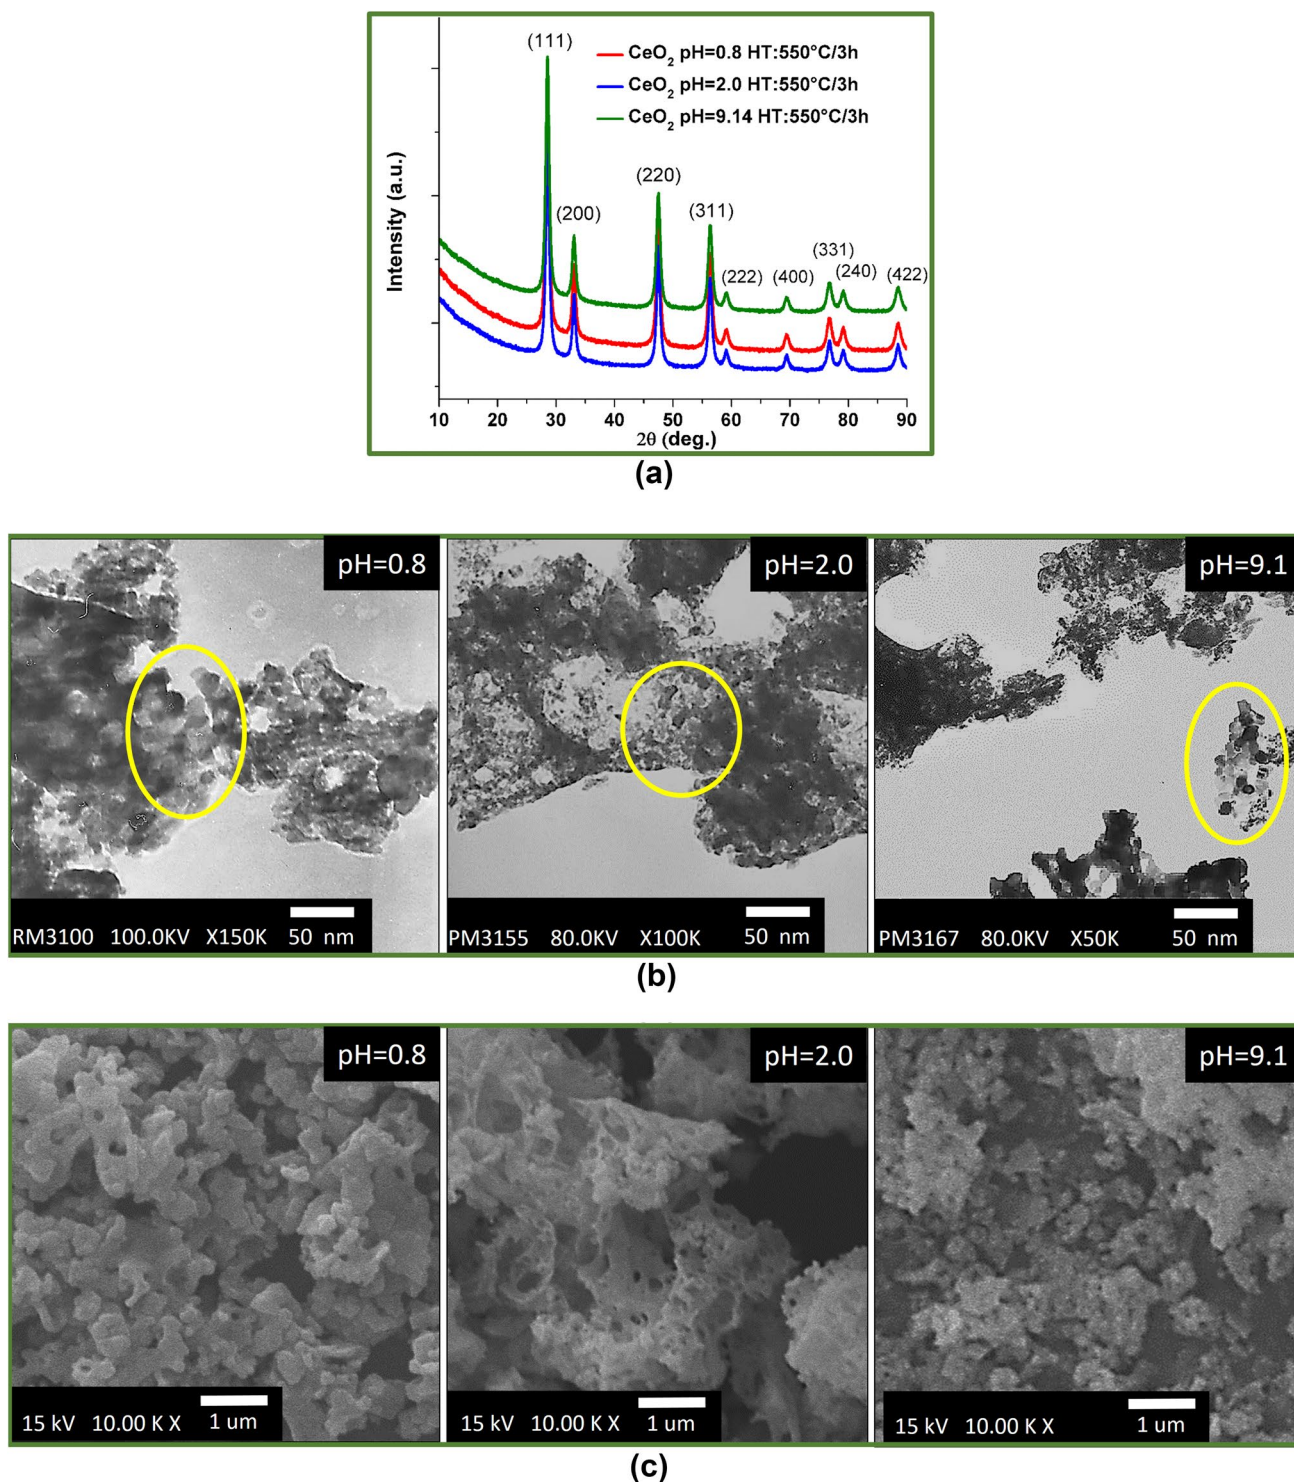 (111)
CeO2 pH=0.8 HT:550°C/3h
CeO2 pH=2.0 HT:550°C/3h
CeO2 pH=9.14 HT:550°C/3h
(220)
(200)
(311)
(331)
(222)
(400)
(240)
(422)
Intensity (a.u.)
10 20 30 40 50 60 70 80 90
2θ (deg.)
(a)
pH=0.8
50 nm
RM3100 100.0KV X150K
pH=2.0
50 nm
PM3155 80.0KV X100K
pH=9.1
50 nm
PM3167 80.0KV X50K
(b)
pH=0.8
15 kV 10.00 K X 1 um
pH=2.0
15 kV 10.00 K X 1 um
pH=9.1
15 kV 10.00 K X 1 um
(c)